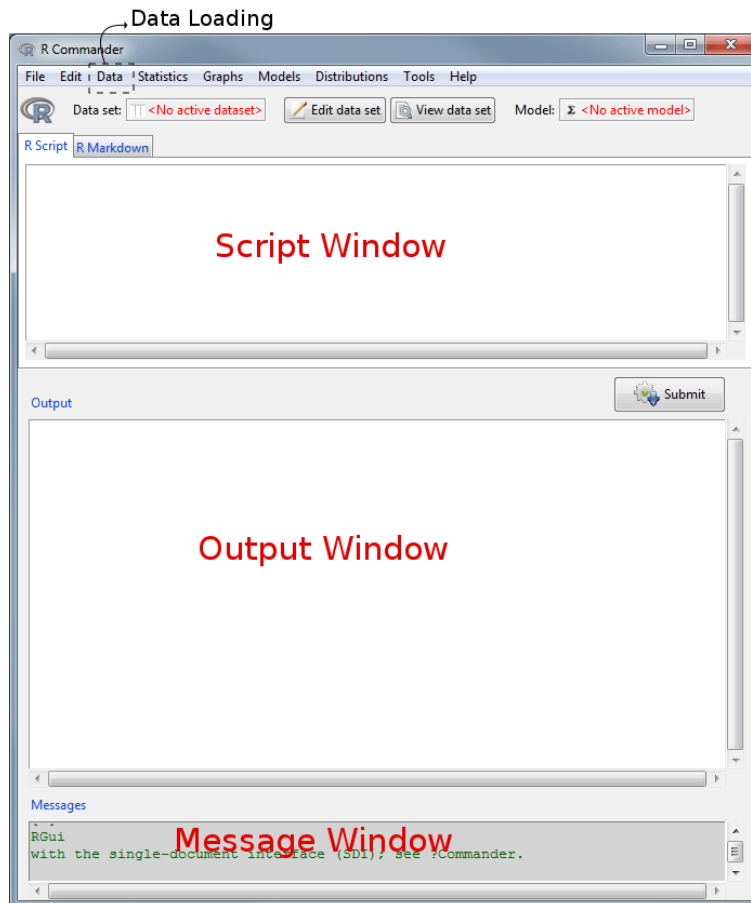 Data Loading
R Commander
File Edit Data Statistics Graphs Models Distributions Tools Help
R Data set: <No active dataset> Edit data set View data set Model: Σ <No active model>
R Script R Markdown
Script Window
Submit
Output
Output Window
Messages
RGui
Message Window
with the single-document interface (SDI); see ?Commander.